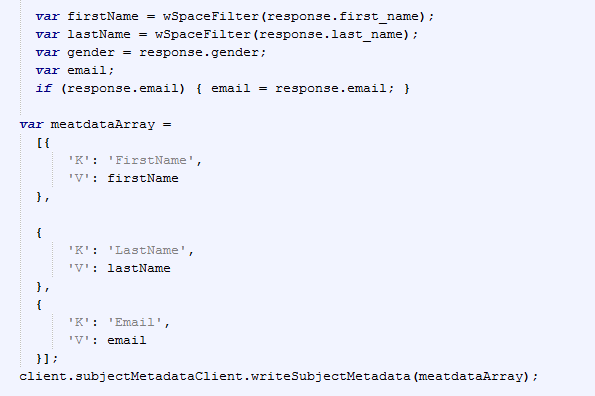 var firstName = wSpaceFilter(response.first_name);
var lastName = wSpaceFilter(response.last_name);
var gender = response.gender;
var email;
if (response.email) { email = response.email; }
var meatdataArray =
[{
'K': 'FirstName',
'V': firstName
},
{
'K': 'LastName',
'V': lastName
},
{
'K': 'Email',
'V': email
}];
client.subjectMetadataClient.writeSubjectMetadata(meatdataArray);